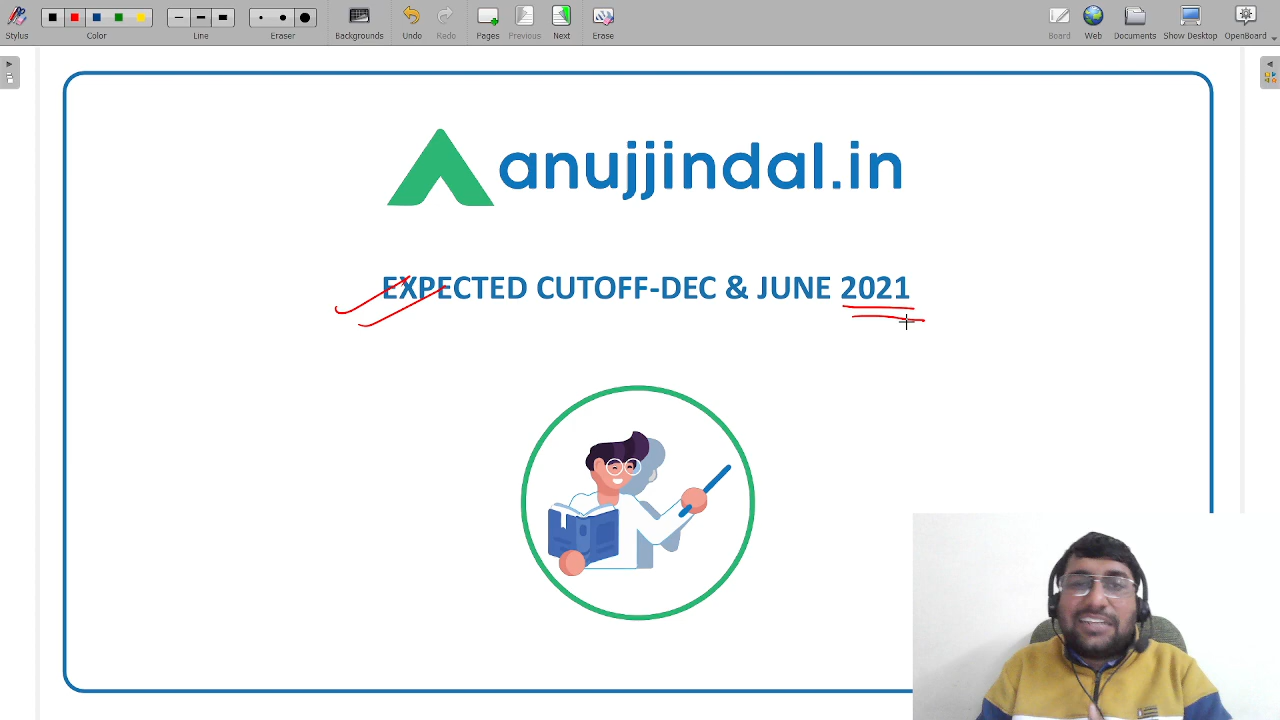 Stylus
Color
Line
Eraser
Backgrounds
Undo
Redo
Pages
Previous
Next
Erase
Board
Web
Documents
Show Desktop
OpenBoard
anujjindal.in
EXPECTED CUTOFF-DEC & JUNE 2021